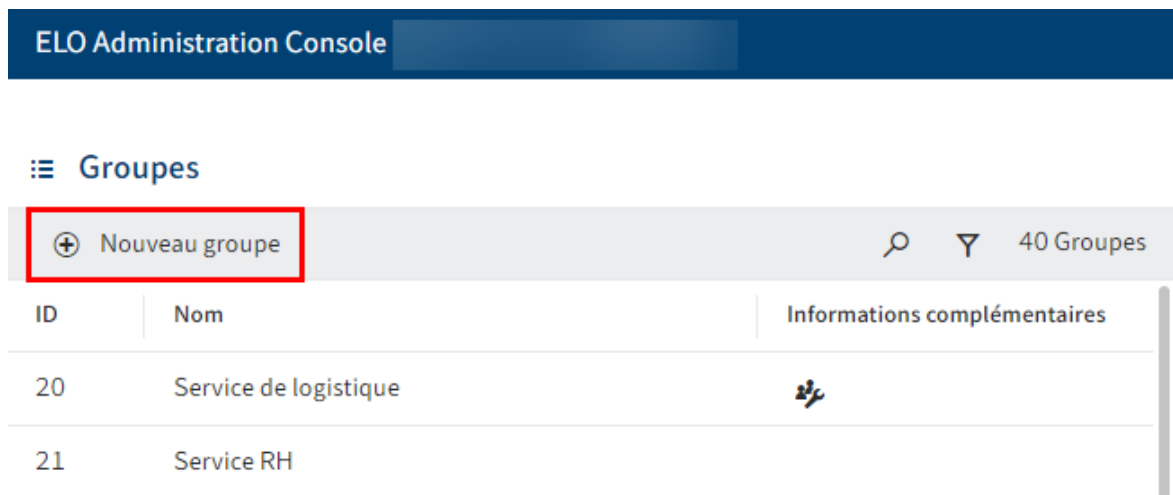 ELO Administration Console
Groupes
Nouveau groupe 40 Groupes
ID Nom Informations complémentaires
20 Service de logistique
21 Service RH